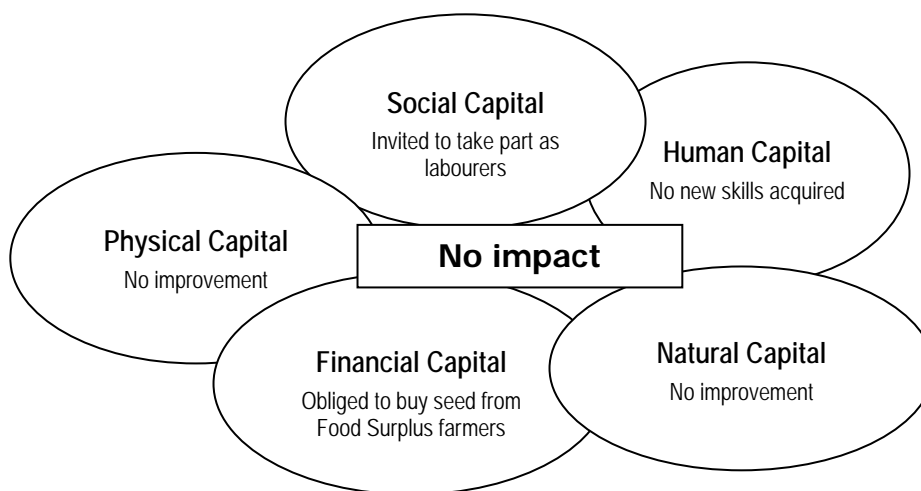 Social Capital
Invited to take part as
labourers
Human Capital
No new skills acquired
Physical Capital
No improvement
No impact
Financial Capital
Obliged to buy seed from
Food Surplus farmers
Natural Capital
No improvement